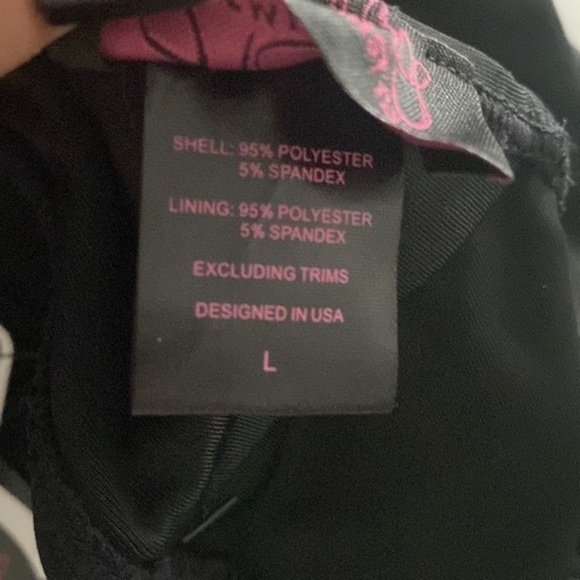 SHELL: 95% POLYESTER
5% SPANDEX
LINING: 95% POLYESTER
5% SPANDEX
EXCLUDING TRIMS
DESIGNED IN USA
L